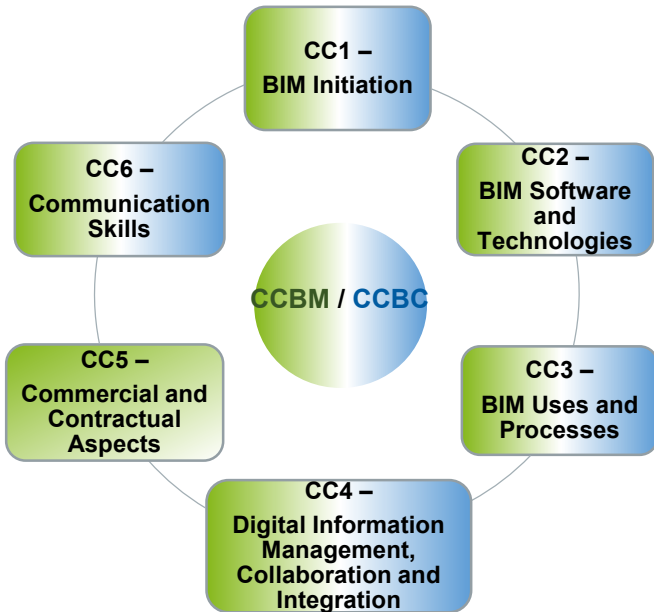 CC1 –
BIM Initiation
CC2 –
BIM Software
and
Technologies
CC3 –
BIM Uses and
Processes
CC4 –
Digital Information
Management,
Collaboration and
Integration
CC5 –
Commercial and
Contractual
Aspects
CC6 –
Communication
Skills
CCBM / CCBC